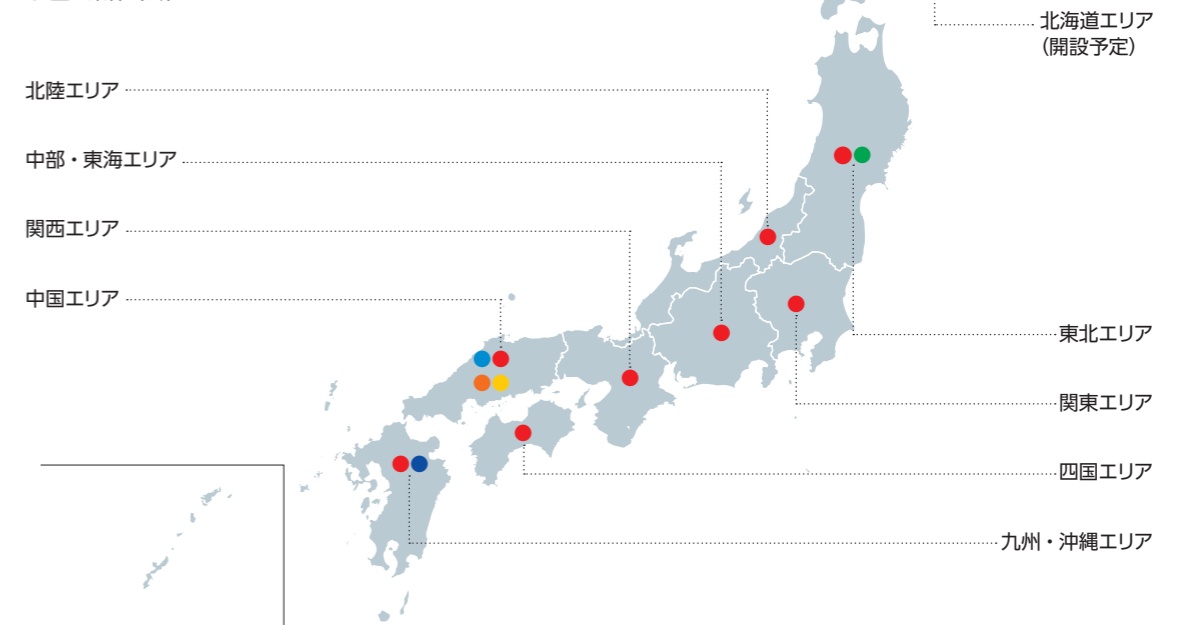 北海道エリア
（開設予定）
北陸エリア
中部・東海エリア
関西エリア
中国エリア
東北エリア
関東エリア
四国エリア
九州・沖縄エリア